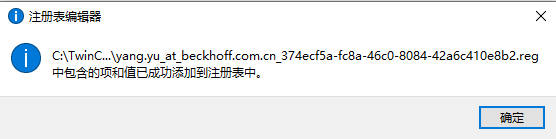 注册表编辑器
C:\TwinC...\yang.yu_at_beckhoff.com.cn_374ecf5a-fc8a-46c0-8084-42a6c410e8b2.reg
中包含的项和值已成功添加到注册表中。
确定